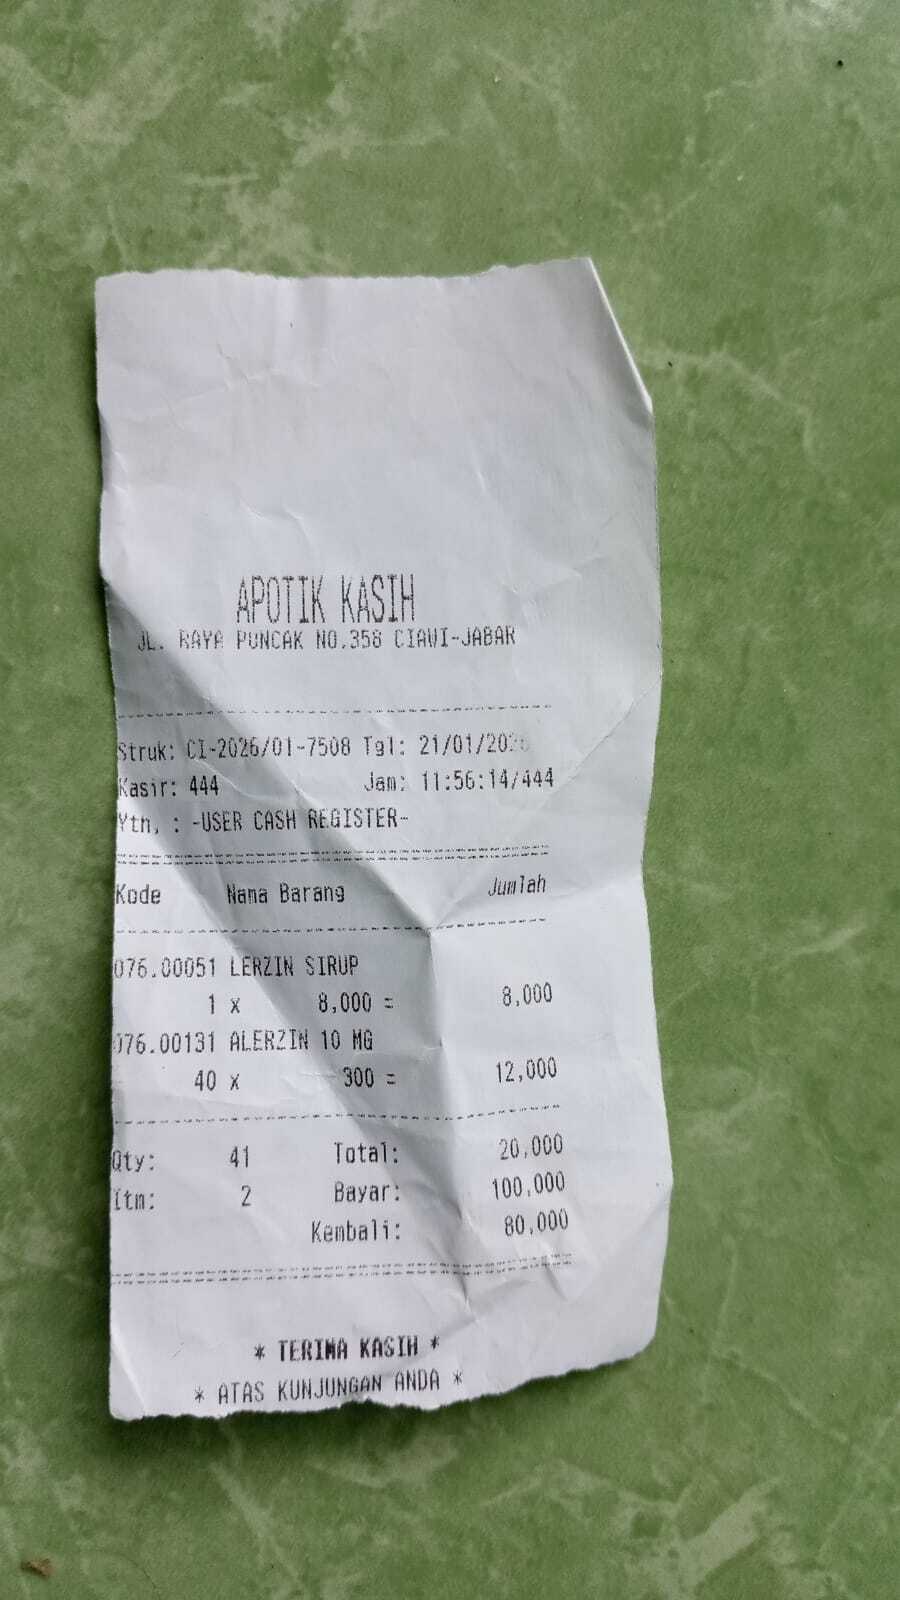 APOTIK KASIH
JL. RAYA PUNCAK NO.358 CIAWI-JABAR
Struk: CI-2026/01-7508 Tgl: 21/01/2026
Kasir: 444 Jam: 11:56:14/444
Yth. : -USER CASH REGISTER-
Kode Nama Barang Jumlah
076.00051 LERZIN SIRUP
1 x 8,000 = 8,000
076.00131 ALERZIN 10 MG
40 x 300 = 12,000
Qty: 41 Total: 20,000
Itm: 2 Bayar: 100,000
Kembali: 80,000
* TERIMA KASIH *
* ATAS KUNJUNGAN ANDA *